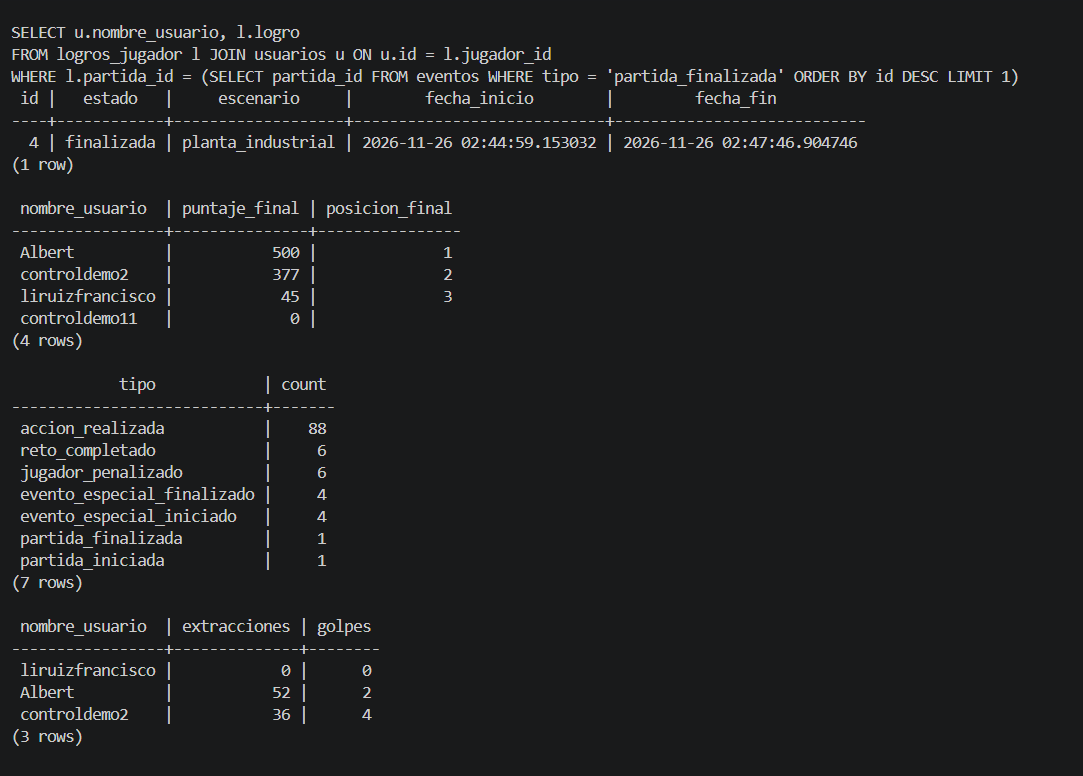 SELECT u.nombre_usuario, l.logro
FROM logros_jugador l JOIN usuarios u ON u.id = l.jugador_id
WHERE l.partida_id = (SELECT partida_id FROM eventos WHERE tipo = 'partida_finalizada' ORDER BY id DESC LIMIT 1)
 id |   estado   |     escenario     |        fecha_inicio        |         fecha_fin
----+------------+-------------------+----------------------------+---------------------------
  4 | finalizada | planta_industrial | 2026-11-26 02:44:59.153032 | 2026-11-26 02:47:46.904746
(1 row)

 nombre_usuario  | puntaje_final | posicion_final
-----------------+---------------+----------------
 Albert          |           500 |              1
 controldemo2    |           377 |              2
 liruizfrancisco |            45 |              3
 controldemo11   |             0 |
(4 rows)

            tipo            | count
----------------------------+-------
 accion_realizada           |    88
 reto_completado            |     6
 jugador_penalizado         |     6
 evento_especial_finalizado |     4
 evento_especial_iniciado   |     4
 partida_finalizada         |     1
 partida_iniciada           |     1
(7 rows)

 nombre_usuario  | extracciones | golpes
-----------------+--------------+--------
 liruizfrancisco |            0 |      0
 Albert          |           52 |      2
 controldemo2    |           36 |      4
(3 rows)